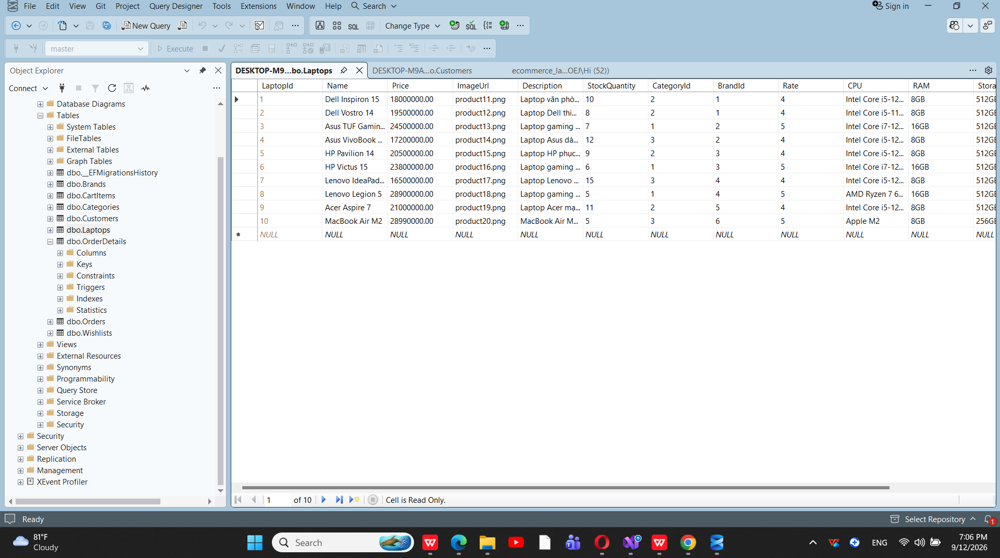 File Edit View Git Project Query Designer Tools Extensions Window Help Search Sign in
New Query SQL Change Type SQL
master Execute
Object Explorer
Connect
Database Diagrams
Tables
System Tables
FileTables
External Tables
Graph Tables
dbo.__EFMigrationsHistory
dbo.Brands
dbo.CartItems
dbo.Categories
dbo.Customers
dbo.Laptops
dbo.OrderDetails
Columns
Keys
Constraints
Triggers
Indexes
Statistics
dbo.Orders
dbo.Wishlists
Views
External Resources
Synonyms
Programmability
Query Store
Service Broker
Storage
Security
Security
Server Objects
Replication
Management
XEvent Profiler
DESKTOP-M9...bo.Laptops DESKTOP-M9A...o.Customers ecommerce_la...OEJ\Hi (52))
LaptopId Name Price ImageUrl Description StockQuantity CategoryId BrandId Rate CPU RAM Stora
1 Dell Inspiron 15 18000000.00 product11.png Laptop văn phò... 10 2 1 4 Intel Core i5-12... 8GB 512GB
2 Dell Vostro 14 19500000.00 product12.png Laptop Dell thi... 8 2 1 4 Intel Core i5-11... 8GB 512GB
3 Asus TUF Gamin... 24500000.00 product13.png Laptop gaming ... 7 1 2 5 Intel Core i7-12... 16GB 512GB
4 Asus VivoBook ... 17200000.00 product14.png Laptop Asus dà... 12 3 2 4 Intel Core i5-12... 8GB 512GB
5 HP Pavilion 14 20500000.00 product15.png Laptop HP phục... 9 2 3 4 Intel Core i5-12... 8GB 512GB
6 HP Victus 15 23800000.00 product16.png Laptop gaming ... 6 1 3 5 Intel Core i7-12... 16GB 512GB
7 Lenovo IdeaPad... 16500000.00 product17.png Laptop Lenovo ... 15 3 4 4 Intel Core i5-12... 8GB 512GB
8 Lenovo Legion 5 28900000.00 product18.png Laptop gaming ... 5 1 4 5 AMD Ryzen 7 6... 16GB 512GB
9 Acer Aspire 7 21000000.00 product19.png Laptop Acer mạ... 11 2 5 4 Intel Core i5-12... 8GB 512GB
10 MacBook Air M2 28990000.00 product20.png MacBook Air M... 5 3 6 5 Apple M2 8GB 256GB
NULL NULL NULL NULL NULL NULL NULL NULL NULL NULL NULL NULL
1 of 10 Cell is Read Only.
Ready Select Repository 1
81°F
Cloudy
Search
ENG
7:06 PM
9/12/2026